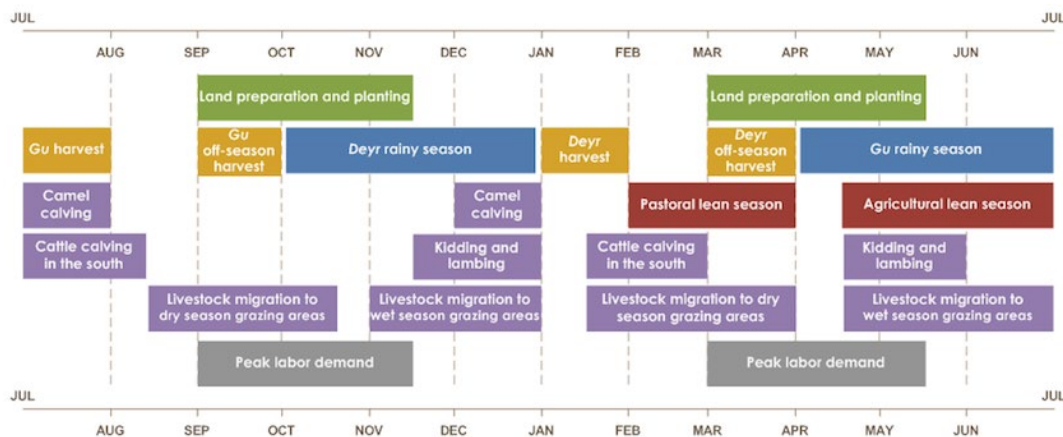 JUL JUL
AUG SEP OCT NOV DEC JAN FEB MAR APR MAY JUN
Land preparation and planting
Land preparation and planting
Gu harvest
Gu
off-season
harvest
Deyr rainy season
Deyr
harvest
Deyr
off-season
harvest
Gu rainy season
Camel
calving
Camel
calving
Pastoral lean season
Agricultural lean season
Cattle calving
in the south
Kidding and
lambing
Cattle calving
in the south
Kidding and
lambing
Livestock migration to
dry season grazing areas
Livestock migration to
wet season grazing areas
Livestock migration to dry
season grazing areas
Livestock migration to
wet season grazing areas
Peak labor demand
Peak labor demand
JUL JUL
AUG SEP OCT NOV DEC JAN FEB MAR APR MAY JUN